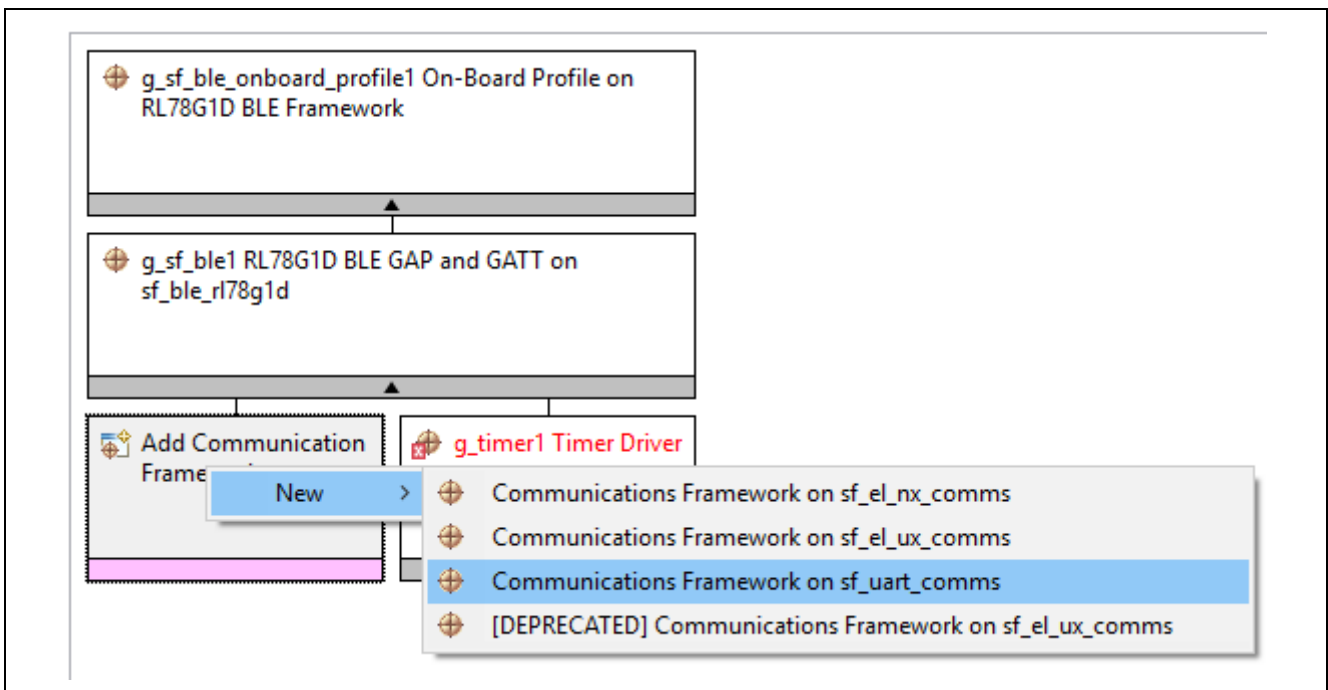 g_sf_ble_onboard_profile1 On-Board Profile on
RL78G1D BLE Framework
g_sf_ble1 RL78G1D BLE GAP and GATT on
sf_ble_rl78g1d
Add Communication
g_timer1 Timer Driver
New
Communications Framework on sf_el_nx_comms
Communications Framework on sf_el_ux_comms
Communications Framework on sf_uart_comms
[DEPRECATED] Communications Framework on sf_el_ux_comms